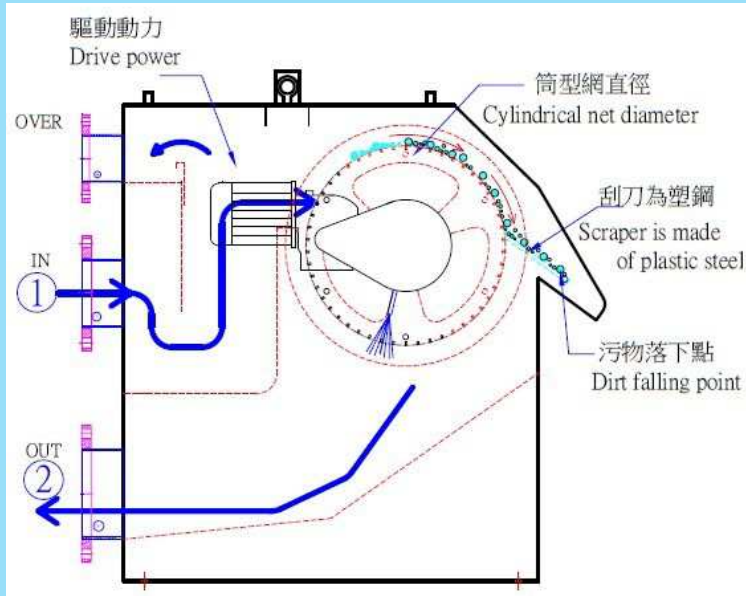 驅動動力
Drive power
筒型網直徑
Cylindrical net diameter
OVER
刮刀為塑鋼
Scraper is made
of plastic steel
IN
①
污物落下點
Dirt falling point
OUT
②